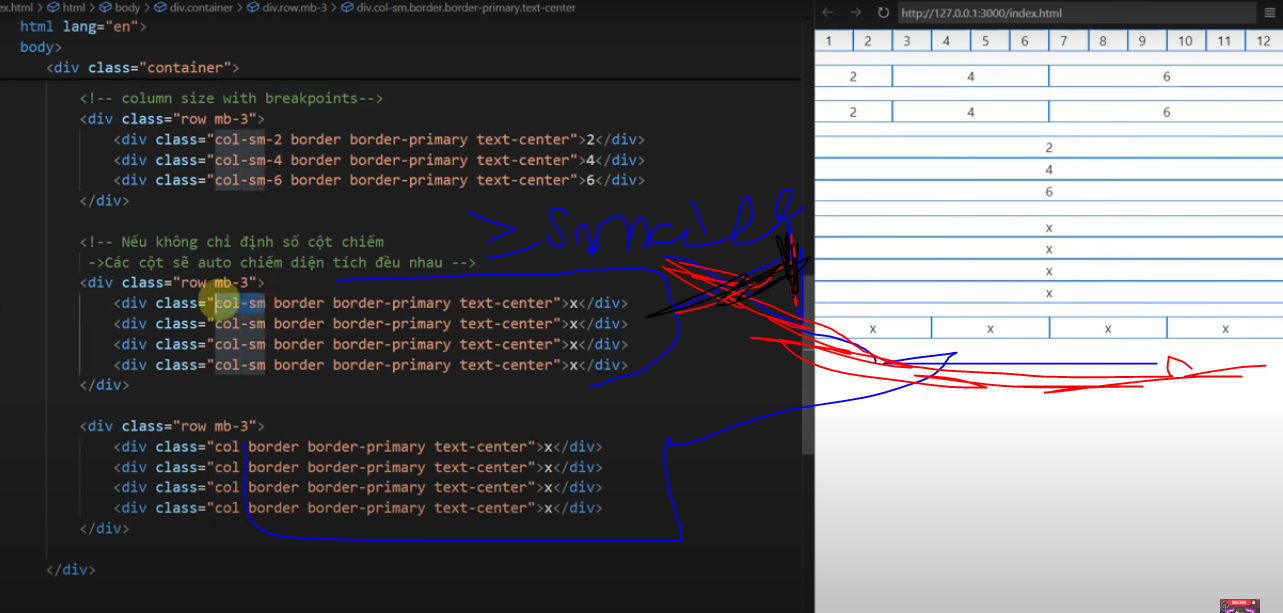 ex.html > html > body > div.container > div.row.mb-3 > div.col-sm.border.border-primary.text-center
html lang="en">
body>
<div class="container">
<!-- column size with breakpoints-->
<div class="row mb-3">
<div class="col-sm-2 border border-primary text-center">2</div>
<div class="col-sm-4 border border-primary text-center">4</div>
<div class="col-sm-6 border border-primary text-center">6</div>
</div>
<!-- Nếu không chỉ định số cột chiếm
->Các cột sẽ auto chiếm diện tích đều nhau -->
<div class="row mb-3">
<div class="col-sm border border-primary text-center">x</div>
<div class="col-sm border border-primary text-center">x</div>
<div class="col-sm border border-primary text-center">x</div>
<div class="col-sm border border-primary text-center">x</div>
</div>
<div class="row mb-3">
<div class="col border border-primary text-center">x</div>
<div class="col border border-primary text-center">x</div>
<div class="col border border-primary text-center">x</div>
<div class="col border border-primary text-center">x</div>
</div>
</div>
http://127.0.0.1:3000/index.html
1 2 3 4 5 6 7 8 9 10 11 12
2 4 6
2 4 6
2
4
6
x
x
x
x
x x x x